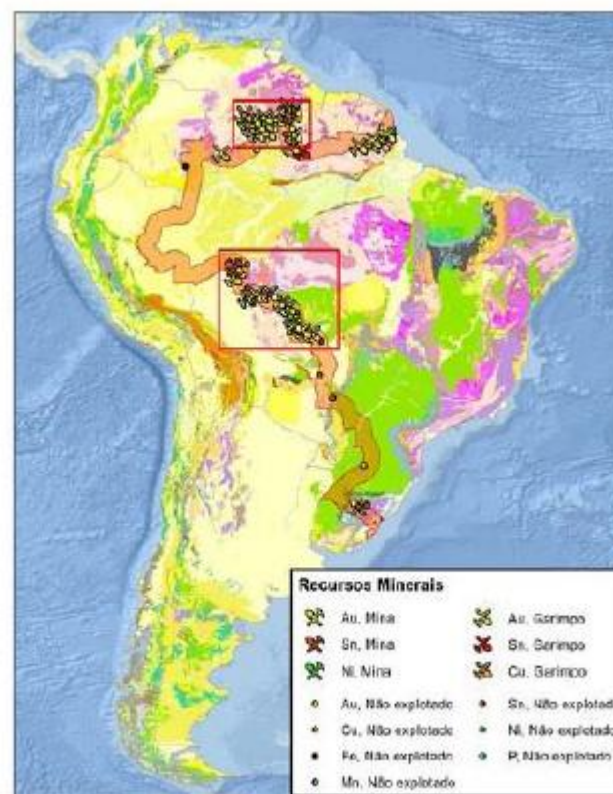 Recursos Minerais
Au, Mina
Au, Garimpo
Sn, Mina
Sn, Garimpo
Ni, Mina
Cu, Garimpo
Au, Não explotado
Sn, Não explotado
Cu, Não explotado
Ni, Não explotado
Fe, Não explotado
P, Não explotado
Mn, Não explotado